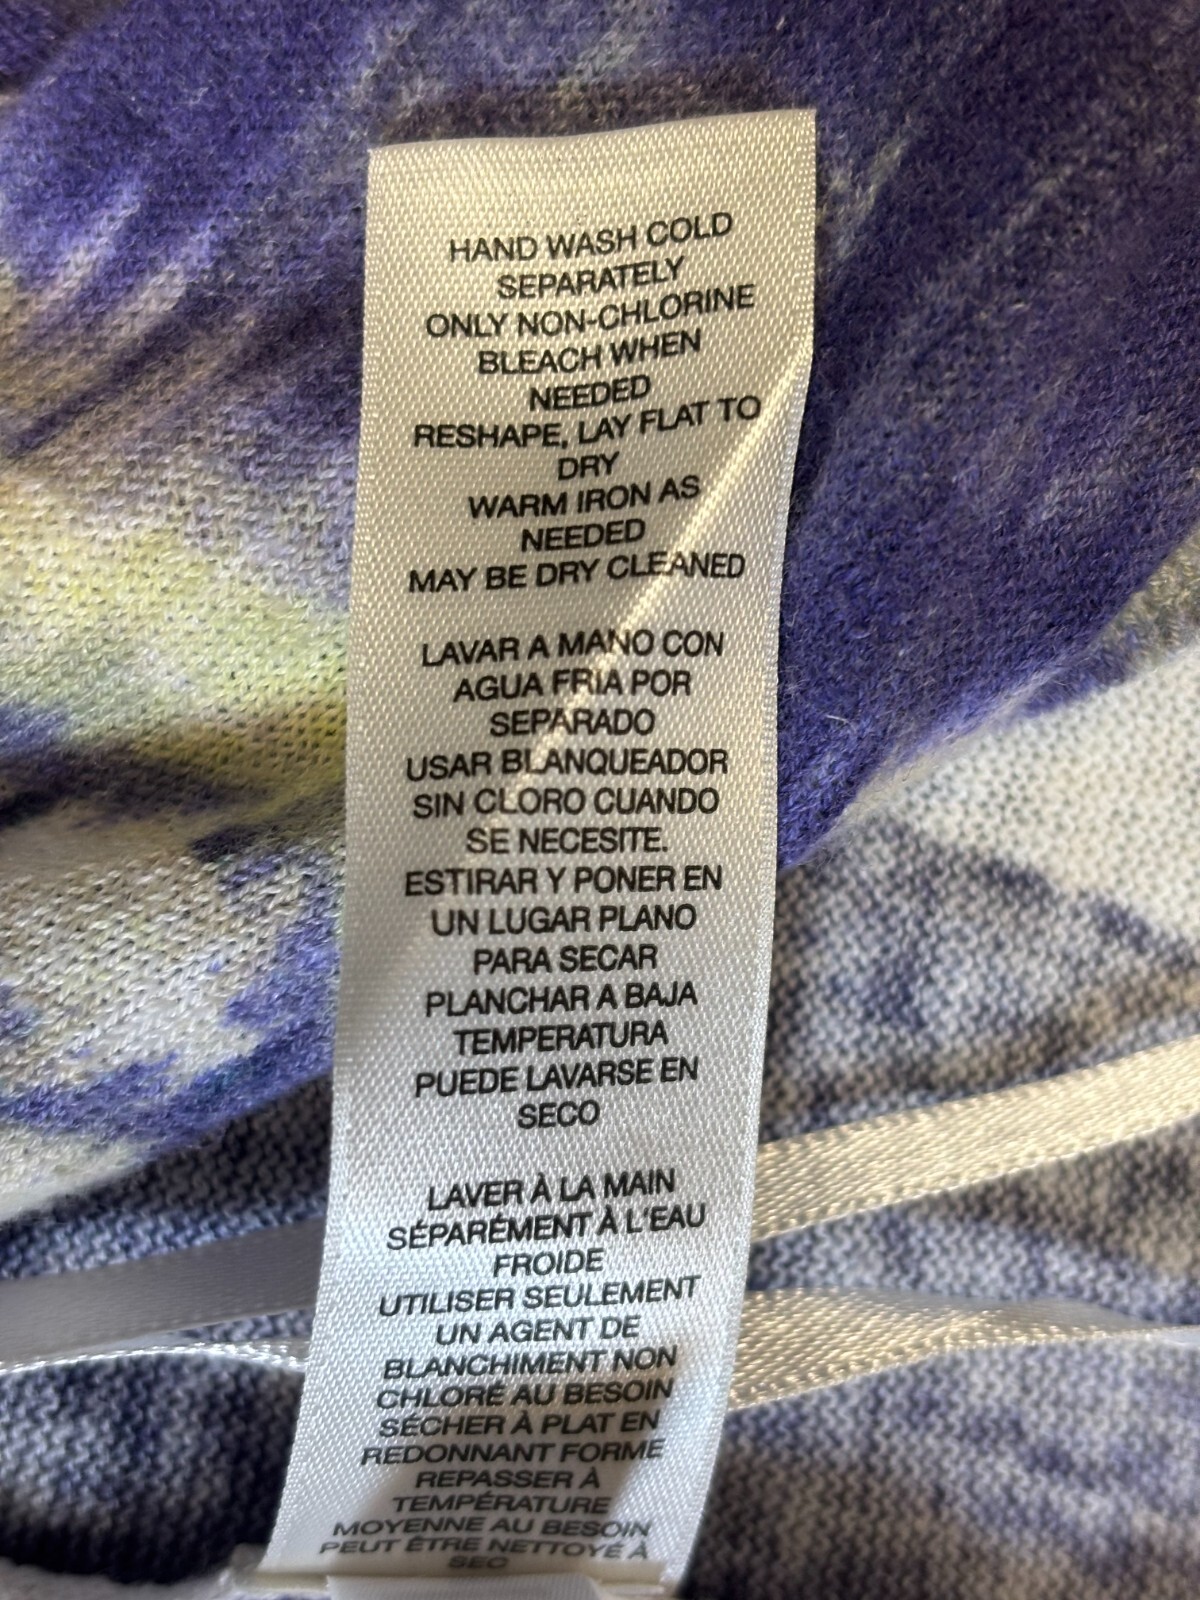 HAND WASH COLD
SEPARATELY
ONLY NON-CHLORINE
BLEACH WHEN
NEEDED
RESHAPE, LAY FLAT TO
DRY
WARM IRON AS
NEEDED
MAY BE DRY CLEANED
LAVAR A MANO CON
AGUA FRIA POR
SEPARADO
USAR BLANQUEADOR
SIN CLORO CUANDO
SE NECESITE.
ESTIRAR Y PONER EN
UN LUGAR PLANO
PARA SECAR
PLANCHAR A BAJA
TEMPERATURA
PUEDE LAVARSE EN
SECO
LAVER À LA MAIN
SÉPARÉMENT À L'EAU
FROIDE
UTILISER SEULEMENT
UN AGENT DE
BLANCHIMENT NON
CHLORÉ AU BESOIN
SÉCHER À PLAT EN
REDONNANT FORME
REPASSER À
TEMPÉRATURE
MOYENNE AU BESOIN
PEUT ÊTRE NETTOYÉ À
SEC